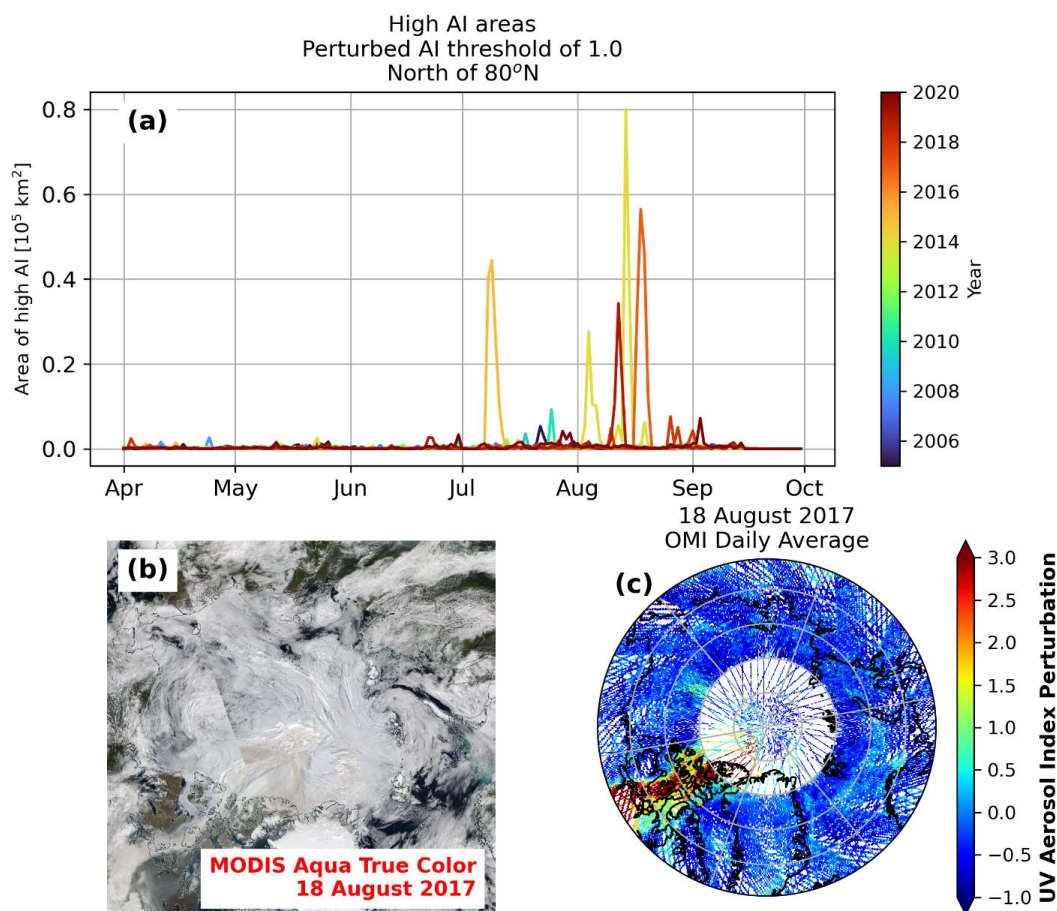 High AI areas
Perturbed AI threshold of 1.0
North of 80°N
(a)
Area of high AI [10⁵ km²]
0.8
0.6
0.4
0.2
0.0
Apr May Jun Jul Aug Sep Oct
2020
2018
2016
2014
2012
2010
2008
2006
Year
(b)
MODIS Aqua True Color
18 August 2017
18 August 2017
OMI Daily Average
(c)
3.0
2.5
2.0
1.5
1.0
0.5
0.0
−0.5
−1.0
UV Aerosol Index Perturbation